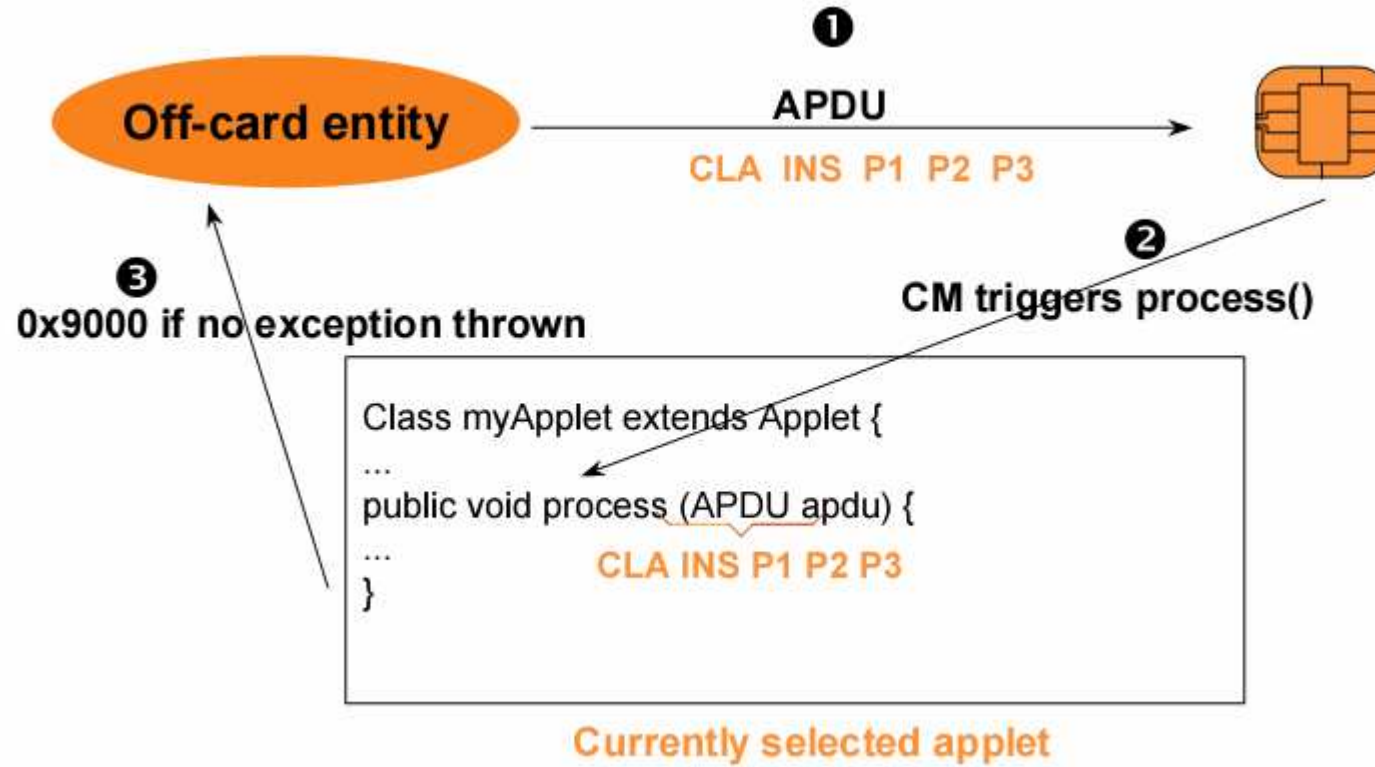 ❶
Off-card entity
APDU
CLA INS P1 P2 P3
❷
CM triggers process()
❸
0x9000 if no exception thrown
Class myApplet extends Applet {
...
public void process (APDU apdu) {
...
CLA INS P1 P2 P3
}
Currently selected applet